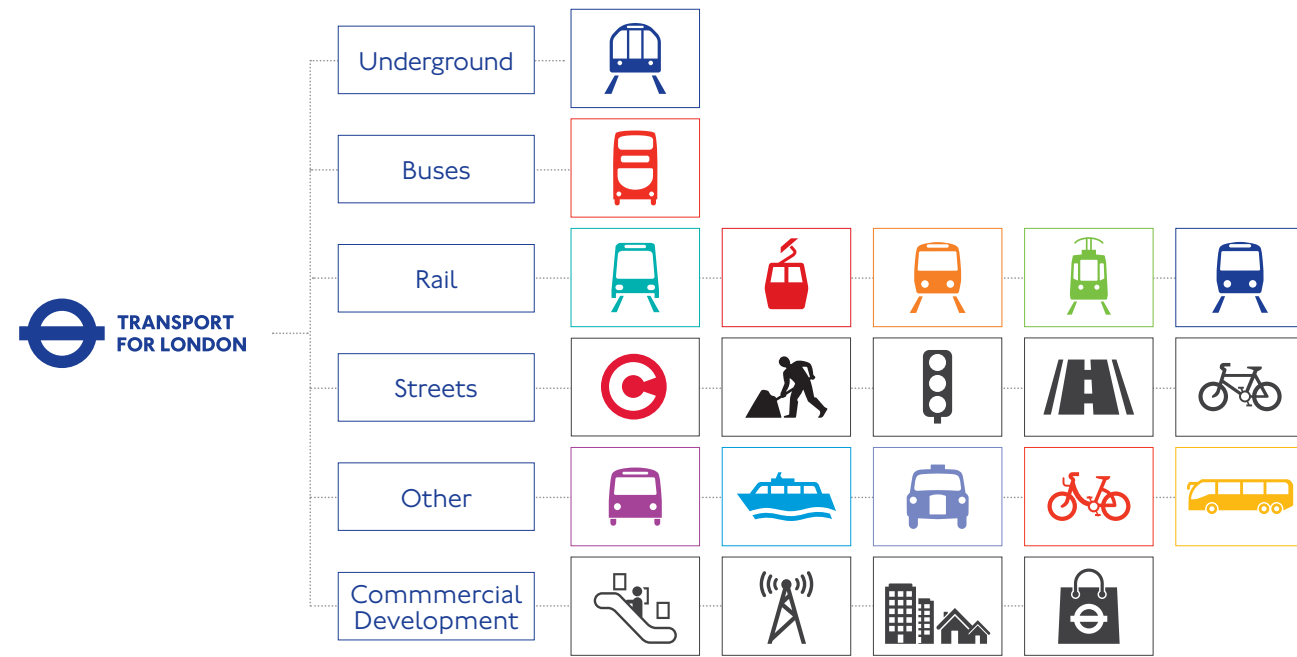 Underground
Buses
Rail
TRANSPORT
FOR LONDON
Streets
Other
Commmercial
Development